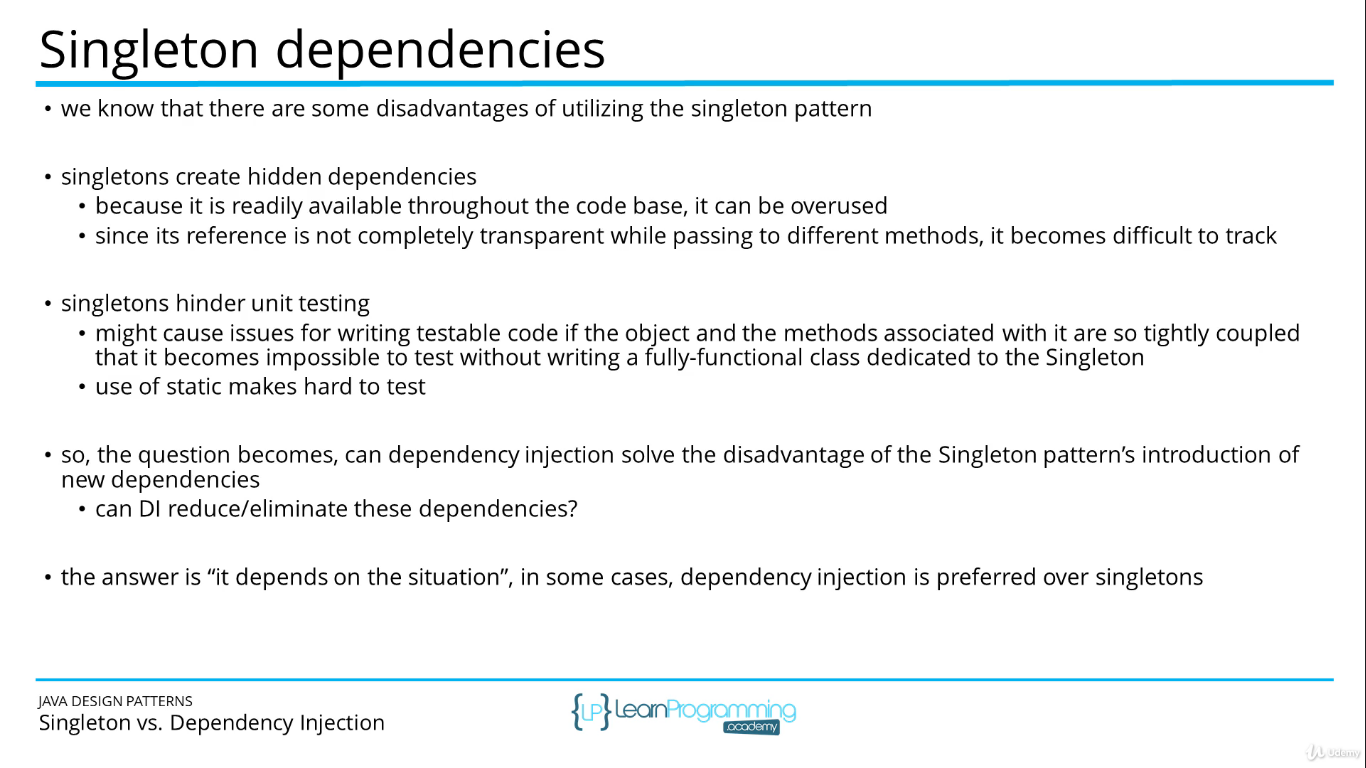 Singleton dependencies
• we know that there are some disadvantages of utilizing the singleton pattern
• singletons create hidden dependencies
• because it is readily available throughout the code base, it can be overused
• since its reference is not completely transparent while passing to different methods, it becomes difficult to track
• singletons hinder unit testing
• might cause issues for writing testable code if the object and the methods associated with it are so tightly coupled
that it becomes impossible to test without writing a fully-functional class dedicated to the Singleton
• use of static makes hard to test
• so, the question becomes, can dependency injection solve the disadvantage of the Singleton pattern’s introduction of
new dependencies
• can DI reduce/eliminate these dependencies?
• the answer is “it depends on the situation”, in some cases, dependency injection is preferred over singletons
JAVA DESIGN PATTERNS
Singleton vs. Dependency Injection
{LP} LearnProgramming
.academy
Udemy